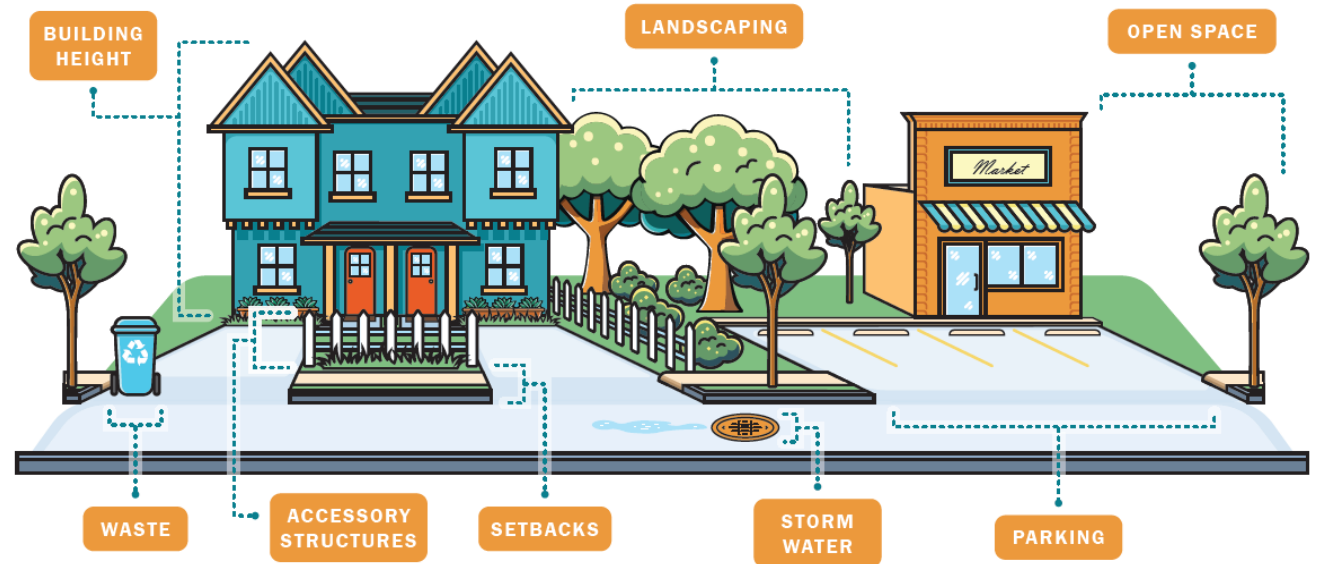 BUILDING
HEIGHT
LANDSCAPING
OPEN SPACE
Market
WASTE
ACCESSORY
STRUCTURES
SETBACKS
STORM
WATER
PARKING